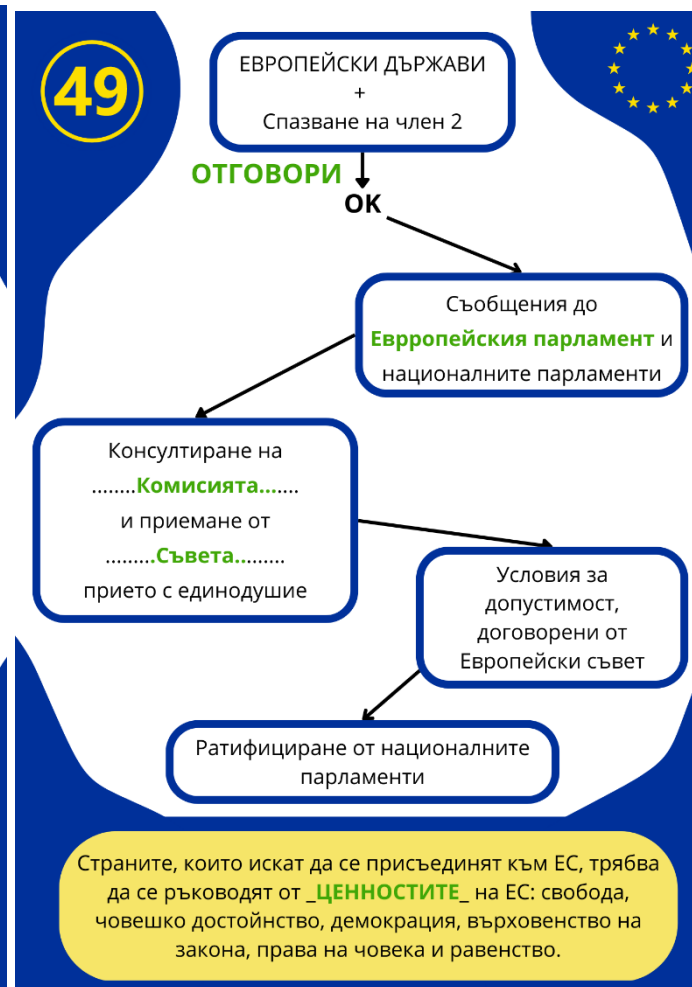 49
ЕВРОПЕЙСКИ ДЪРЖАВИ
+
Спазване на член 2
ОТГОВОРИ
OK
Съобщения до
Еврропейския парламент и
националните парламенти
Консултиране на
........Комисията.......
и приемане от
.........Съвета.........
прието с единодушие
Условия за
допустимост,
договорени от
Европейски съвет
Ратифициране от националните
парламенти
Страните, които искат да се присъединят към ЕС, трябва
да се ръководят от _ЦЕННОСТИТЕ_ на ЕС: свобода,
човешко достойнство, демокрация, върховенство на
закона, права на човека и равенство.